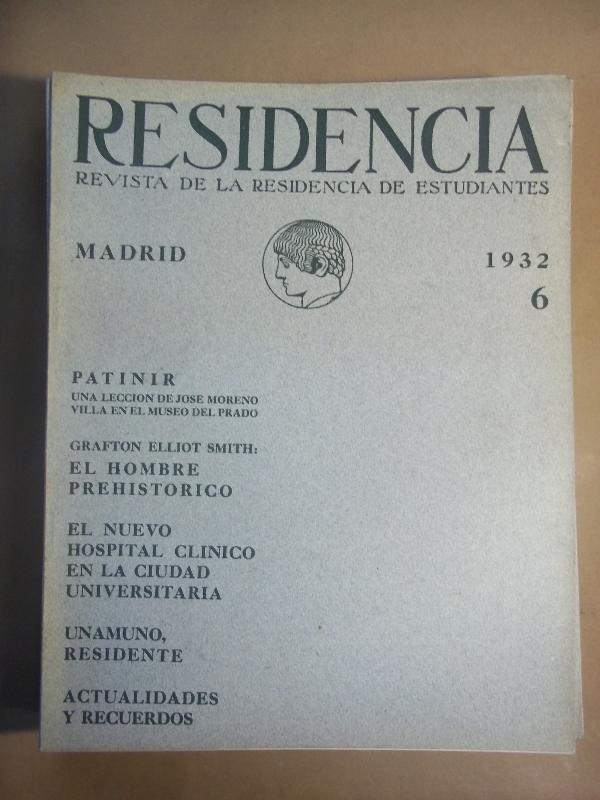 RESIDENCIA
REVISTA DE LA RESIDENCIA DE ESTUDIANTES
MADRID
1932
6
PATINIR
UNA LECCION DE JOSE MORENO
VILLA EN EL MUSEO DEL PRADO
GRAFTON ELLIOT SMITH:
EL HOMBRE
PREHISTORICO
EL NUEVO
HOSPITAL CLINICO
EN LA CIUDAD
UNIVERSITARIA
UNAMUNO,
RESIDENTE
ACTUALIDADES
Y RECUERDOS